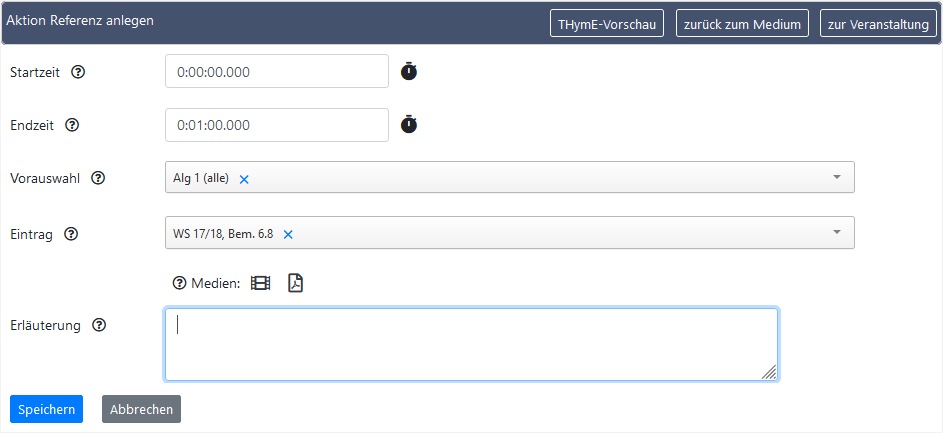 Aktion Referenz anlegen THymE-Vorschau zurück zum Medium zur Veranstaltung
Startzeit 0:00:00.000
Endzeit 0:01:00.000
Vorauswahl Alg 1 (alle)
Eintrag WS 17/18, Bem. 6.8
Medien:
Erläuterung
Speichern Abbrechen